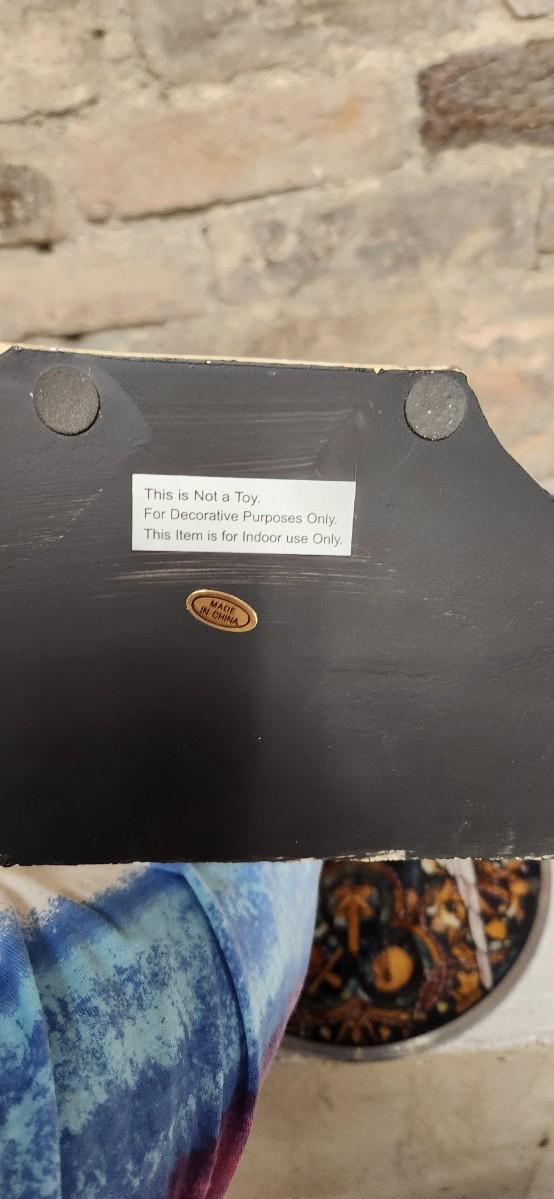 This is Not a Toy.
For Decorative Purposes Only.
This Item is for Indoor use Only.
MADE
IN CHINA